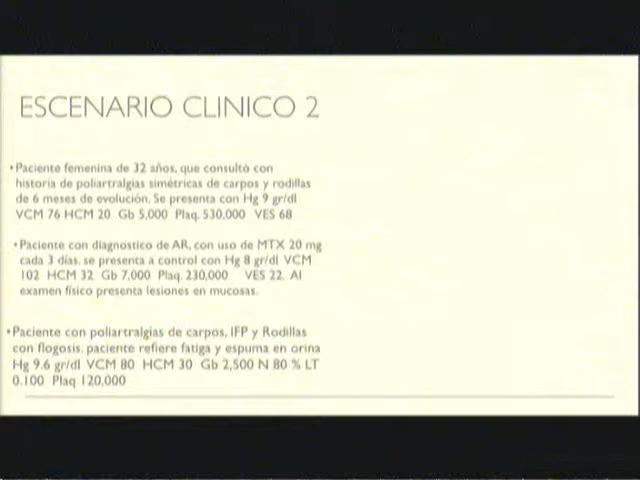 ESCENARIO CLINICO 2
•Paciente femenina de 32 años, que consultó con
historia de poliartralgias simétricas de carpos y rodillas
de 6 meses de evolución. Se presenta con Hg 9 gr/dl
VCM 76 HCM 20 Gb 5,000 Plaq. 530,000 VES 68
•Paciente con diagnostico de AR, con uso de MTX 20 mg
cada 3 días. se presenta a control con Hg 8 gr/dl VCM
102 HCM 32 Gb 7,000 Plaq. 230,000 VES 22. Al
examen físico presenta lesiones en mucosas.
•Paciente con poliartralgias de carpos, IFP y Rodillas
con flogosis. paciente refiere fatiga y espuma en orina
Hg 9.6 gr/dl VCM 80 HCM 30 Gb 2,500 N 80 % LT
0.100 Plaq 120,000